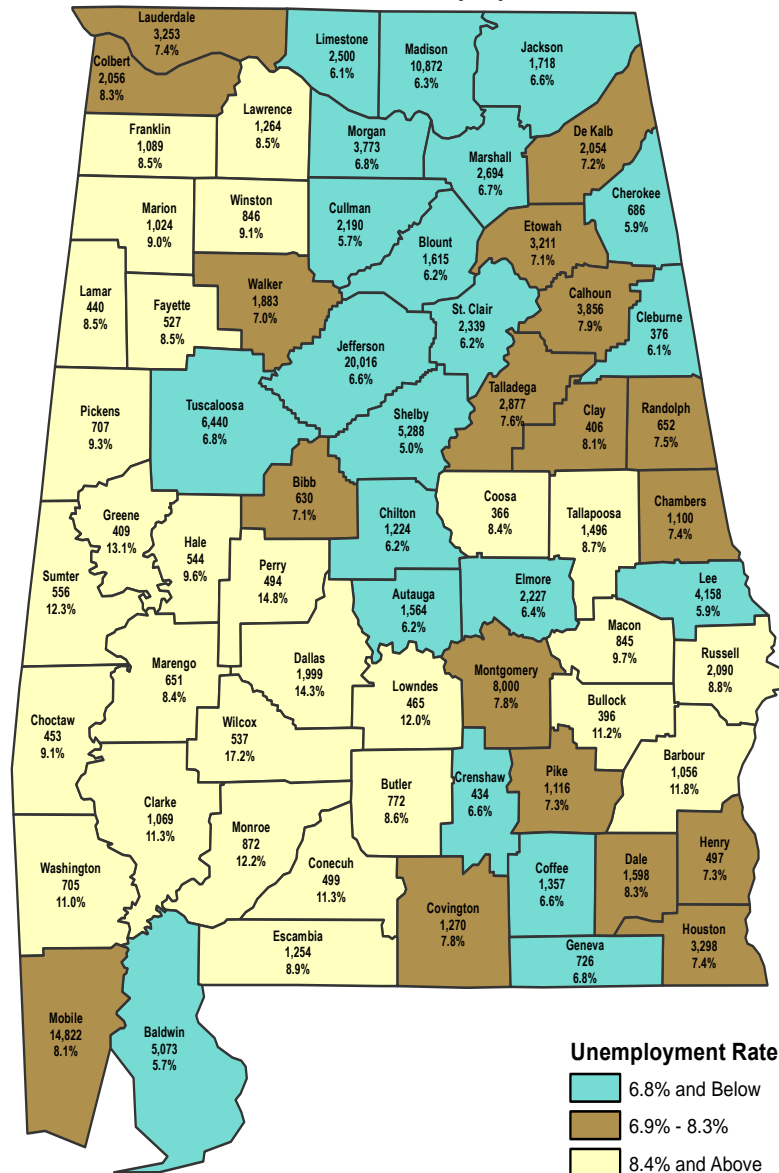 Lauderdale
3,253
7.4%
Limestone
2,500
6.1%
Madison
10,872
6.3%
Jackson
1,718
6.6%
Colbert
2,056
8.3%
Lawrence
1,264
8.5%
Franklin
1,089
8.5%
Morgan
3,773
6.8%
Marshall
2,694
6.7%
De Kalb
2,054
7.2%
Cherokee
686
5.9%
Marion
1,024
9.0%
Winston
846
9.1%
Cullman
2,190
5.7%
Blount
1,615
6.2%
Etowah
3,211
7.1%
Lamar
440
8.5%
Fayette
527
8.5%
Walker
1,883
7.0%
St. Clair
2,339
6.2%
Calhoun
3,856
7.9%
Cleburne
376
6.1%
Jefferson
20,016
6.6%
Pickens
707
9.3%
Tuscaloosa
6,440
6.8%
Shelby
5,288
5.0%
Talladega
2,877
7.6%
Clay
406
8.1%
Randolph
652
7.5%
Bibb
630
7.1%
Greene
409
13.1%
Hale
544
9.6%
Perry
494
14.8%
Chilton
1,224
6.2%
Coosa
366
8.4%
Tallapoosa
1,496
8.7%
Chambers
1,100
7.4%
Sumter
556
12.3%
Autauga
1,564
6.2%
Elmore
2,227
6.4%
Lee
4,158
5.9%
Macon
845
9.7%
Russell
2,090
8.8%
Marengo
651
8.4%
Dallas
1,999
14.3%
Lowndes
465
12.0%
Montgomery
8,000
7.8%
Bullock
396
11.2%
Choctaw
453
9.1%
Wilcox
537
17.2%
Barbour
1,056
11.8%
Clarke
1,069
11.3%
Butler
772
8.6%
Crenshaw
434
6.6%
Pike
1,116
7.3%
Monroe
872
12.2%
Conecuh
499
11.3%
Washington
705
11.0%
Coffee
1,357
6.6%
Dale
1,598
8.3%
Henry
497
7.3%
Covington
1,270
7.8%
Escambia
1,254
8.9%
Geneva
726
6.8%
Houston
3,298
7.4%
Mobile
14,822
8.1%
Baldwin
5,073
5.7%
Unemployment Rate
6.8% and Below
6.9% - 8.3%
8.4% and Above